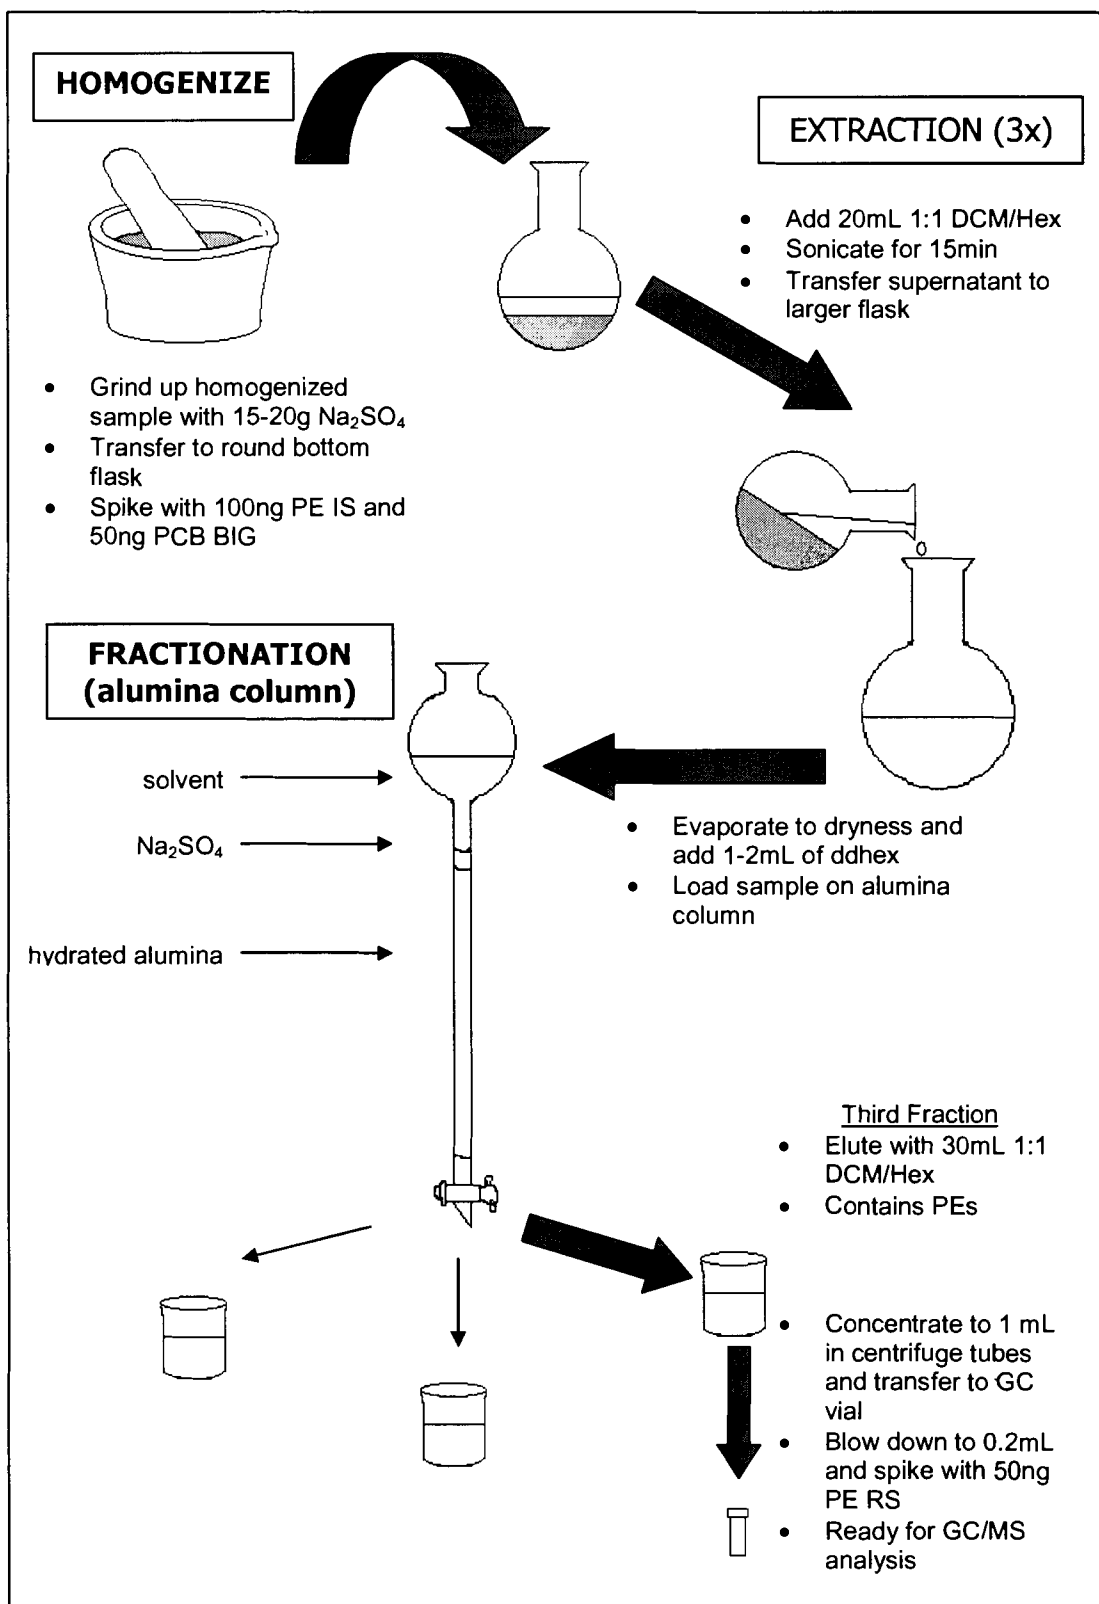 HOMOGENIZE
EXTRACTION (3x)
• Add 20mL 1:1 DCM/Hex
• Sonicate for 15min
• Transfer supernatant to
larger flask
• Grind up homogenized
sample with 15-20g Na₂SO₄
• Transfer to round bottom
flask
• Spike with 100ng PE IS and
50ng PCB BIG
FRACTIONATION
(alumina column)
solvent
Na₂SO₄
hydrated alumina
• Evaporate to dryness and
add 1-2mL of ddhex
• Load sample on alumina
column
Third Fraction
• Elute with 30mL 1:1
DCM/Hex
• Contains PEs
• Concentrate to 1 mL
in centrifuge tubes
and transfer to GC
vial
• Blow down to 0.2mL
and spike with 50ng
PE RS
• Ready for GC/MS
analysis